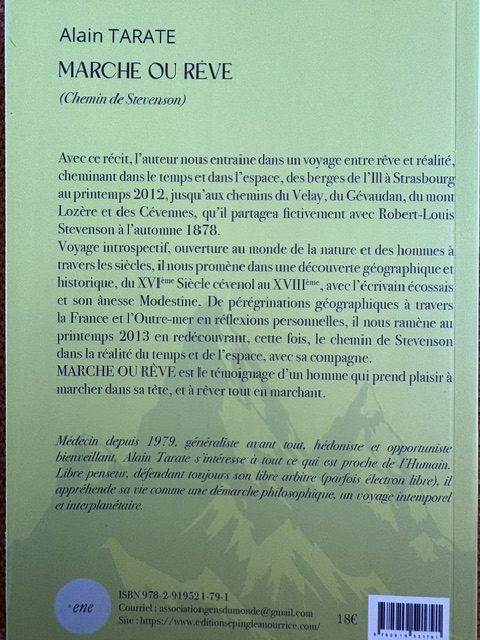 Alain TARATE
MARCHE OU RÊVE
(Chemin de Stevenson)
Avec ce récit, l'auteur nous entraîne dans un voyage entre rêve et réalité,
cheminant dans le temps et dans l'espace, des berges de l'Ill à Strasbourg
au printemps 2012, jusqu'aux chemins du Velay, du Gévaudan, du mont
Lozère et des Cévennes, qu'il partagea fictivement avec Robert-Louis
Stevenson à l'automne 1878.
Voyage introspectif, ouverture au monde de la nature et des hommes à
travers les siècles, il nous promène dans une découverte géographique et
historique, du XVIème Siècle cévenol au XVIIIème, avec l'écrivain écossais
et son ânesse Modestine. De pérégrinations géographiques à travers
la France et l'Outre-mer en réflexions personnelles, il nous ramène au
printemps 2013 en redécouvrant, cette fois, le chemin de Stevenson
dans la réalité du temps et de l'espace, avec sa compagne.
MARCHE OU RÊVE est le témoignage d'un homme qui prend plaisir à
marcher dans sa tête, et à rêver tout en marchant.
Médecin depuis 1979, généraliste avant tout, hédoniste et opportuniste
bienveillant, Alain Tarate s'intéresse à tout ce qui est proche de l'Humain.
Libre penseur, défendant toujours son libre arbitre (parfois électron libre), il
appréhende sa vie comme une démarche philosophique, un voyage intemporel
et interplanétaire.
·ene
ISBN 978-2-919521-79-1
Courriel : associationgensdumonde@gmail.com
Site : https://www.editionsepingleanourrice.com
18€